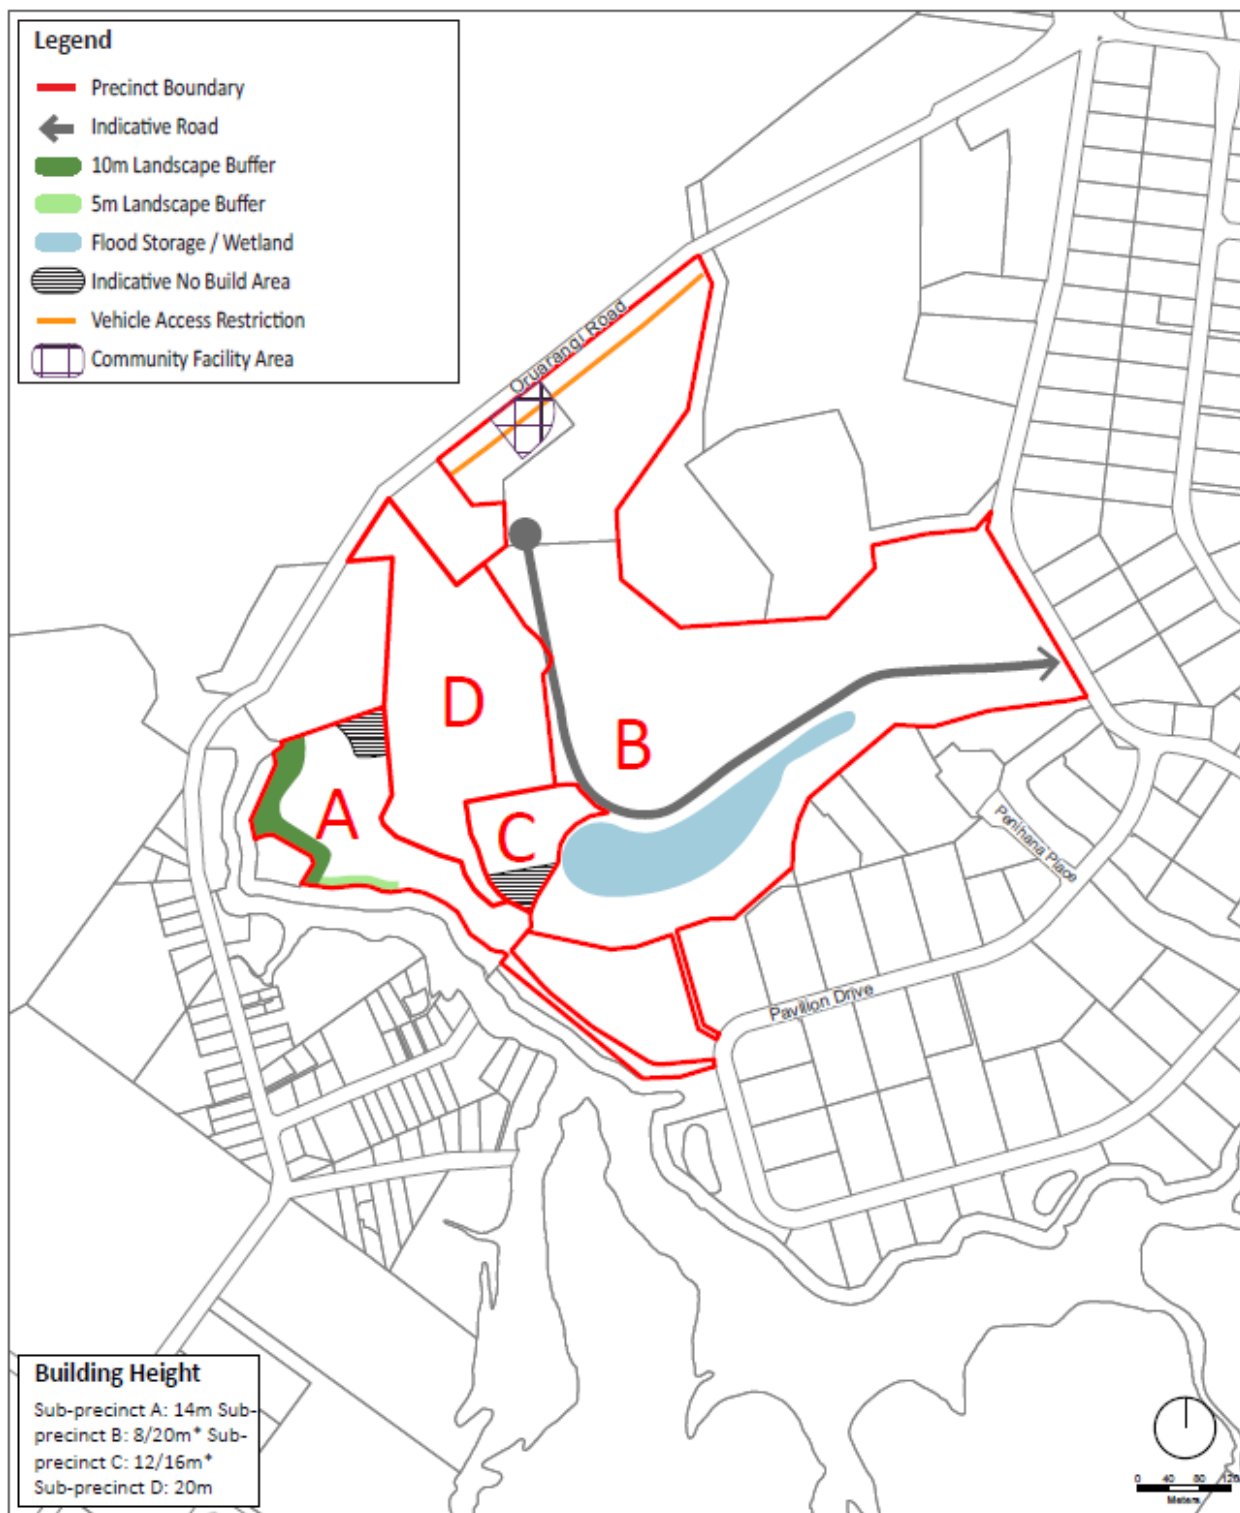 Legend
Precinct Boundary
Indicative Road
10m Landscape Buffer
5m Landscape Buffer
Flood Storage / Wetland
Indicative No Build Area
Vehicle Access Restriction
Community Facility Area
Oruarangi Road
D
B
A
C
Panihana Place
Pavilion Drive
Building Height
Sub-precinct A: 14m Sub-
precinct B: 8/20m* Sub-
precinct C: 12/16m*
Sub-precinct D: 20m
0 40 80 120
Meters